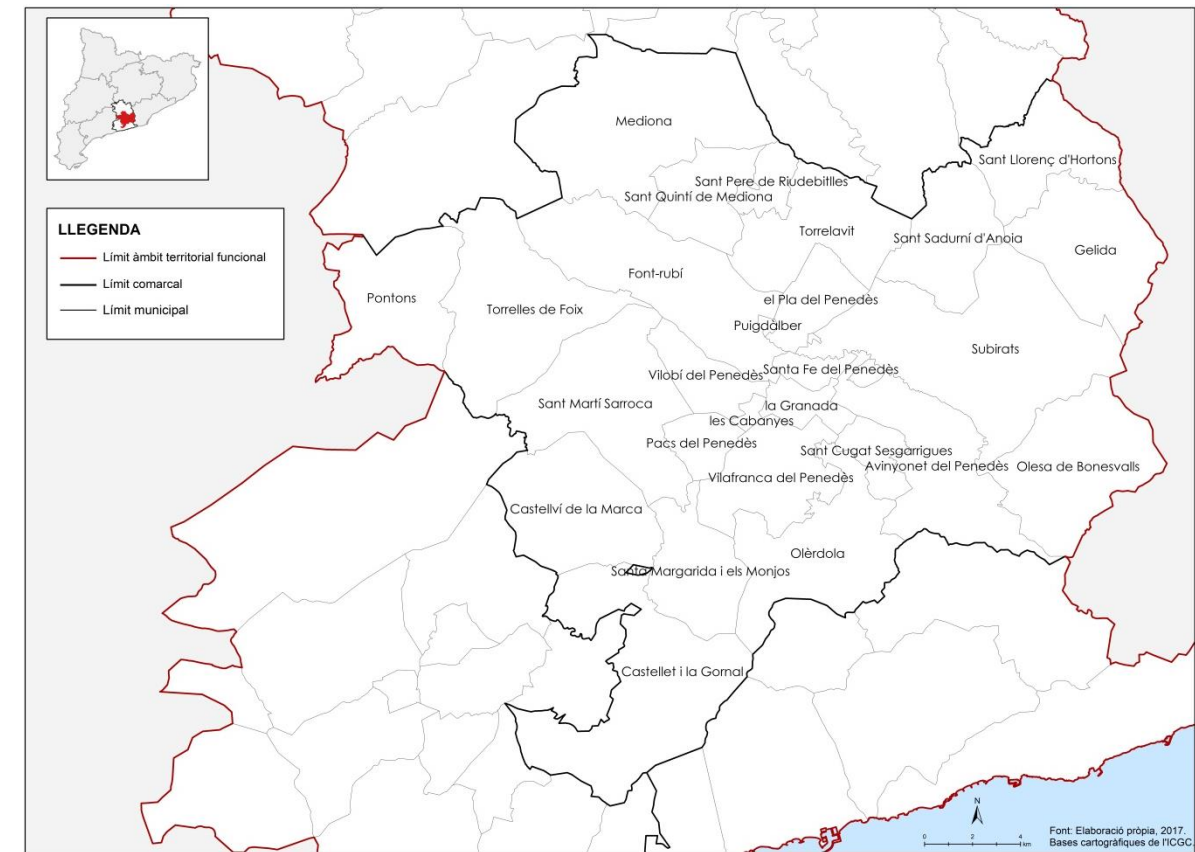 LLEGENDA
Límit àmbit territorial funcional
Límit comarcal
Límit municipal
Mediona
Sant Llorenç d'Hortons
Sant Pere de Riudebitlles
Sant Quintí de Mediona
Torrelavit
Sant Sadurní d'Anoia
Gelida
Font-rubí
Pontons
Torrelles de Foix
el Pla del Penedès
Puigdàlber
Subirats
Vilobí del Penedès
Santa Fe del Penedès
Sant Martí Sarroca
la Granada
les Cabanyes
Pacs del Penedès
Sant Cugat Sesgarrigues
Avinyonet del Penedès
Olesa de Bonesvalls
Vilafranca del Penedès
Castellví de la Marca
Olèrdola
Santa Margarida i els Monjos
Castellet i la Gornal
N
0 2 4 km
Font: Elaboració pròpia, 2017.
Bases cartogràfiques de l'ICGC